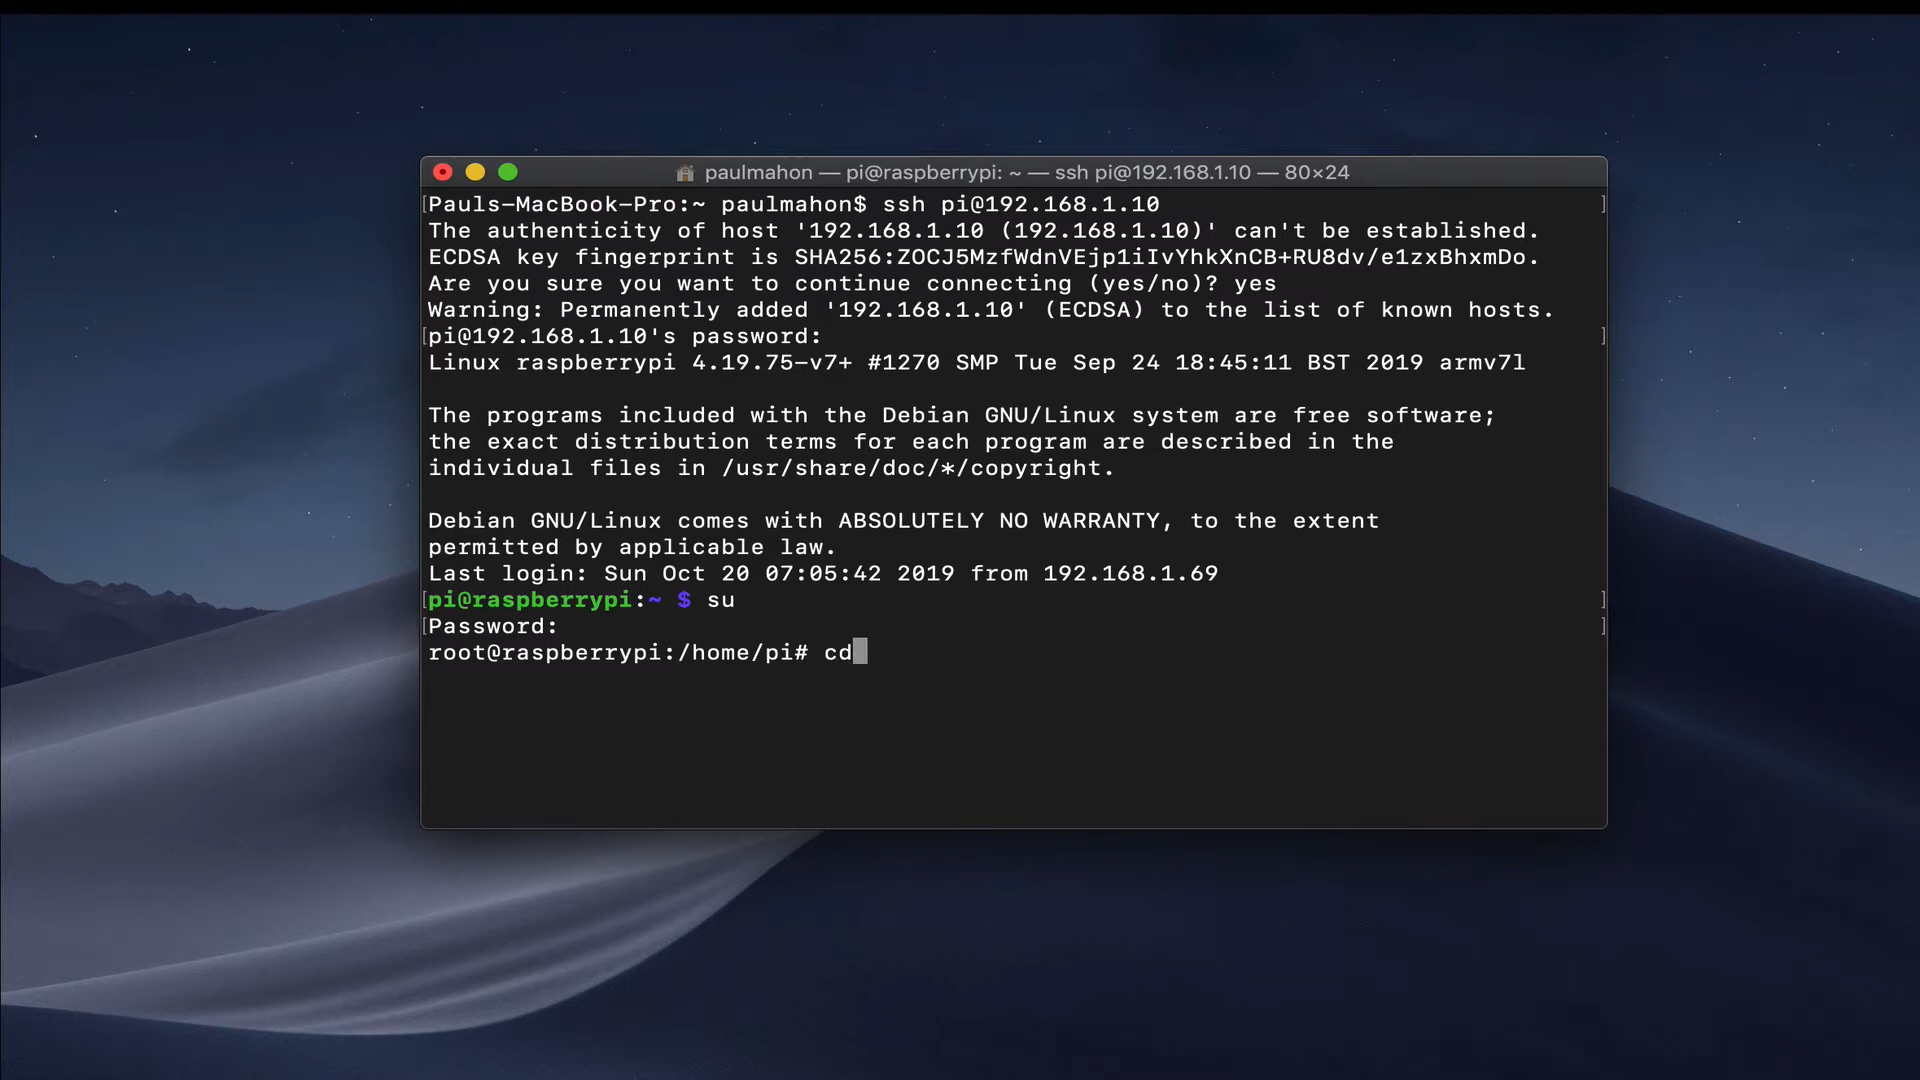 paulmahon — pi@raspberrypi: ~ — ssh pi@192.168.1.10 — 80×24
[Pauls-MacBook-Pro:~ paulmahon$ ssh pi@192.168.1.10 ]
The authenticity of host '192.168.1.10 (192.168.1.10)' can't be established.
ECDSA key fingerprint is SHA256:ZOCJ5MzfWdnVEjp1iIvYhkXnCB+RU8dv/e1zxBhxmDo.
Are you sure you want to continue connecting (yes/no)? yes
Warning: Permanently added '192.168.1.10' (ECDSA) to the list of known hosts.
[pi@192.168.1.10's password: ]
Linux raspberrypi 4.19.75-v7+ #1270 SMP Tue Sep 24 18:45:11 BST 2019 armv7l
The programs included with the Debian GNU/Linux system are free software;
the exact distribution terms for each program are described in the
individual files in /usr/share/doc/*/copyright.
Debian GNU/Linux comes with ABSOLUTELY NO WARRANTY, to the extent
permitted by applicable law.
Last login: Sun Oct 20 07:05:42 2019 from 192.168.1.69
[pi@raspberrypi:~ $ su ]
[Password: ]
root@raspberrypi:/home/pi# cd